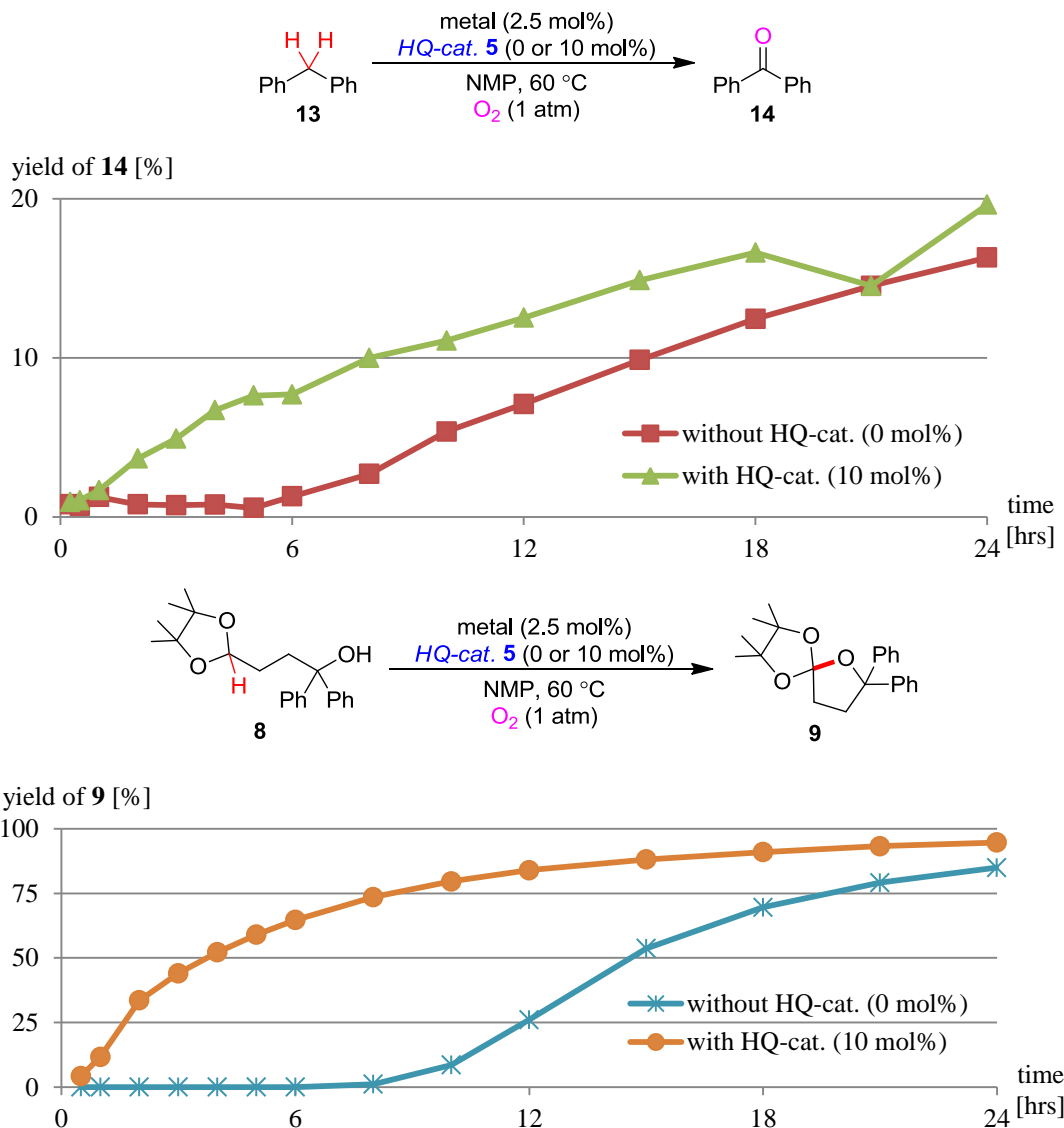 metal (2.5 mol%)
HQ-cat. 5 (0 or 10 mol%)
NMP, 60 °C
O2 (1 atm)
H H
Ph Ph
13
O
Ph Ph
14
yield of 14 [%]
20
10
0
without HQ-cat. (0 mol%)
with HQ-cat. (10 mol%)
time
[hrs]
0 6 12 18 24
O
O
H
OH
Ph Ph
8
metal (2.5 mol%)
HQ-cat. 5 (0 or 10 mol%)
NMP, 60 °C
O2 (1 atm)
O
O
O
Ph
Ph
9
yield of 9 [%]
100
75
50
25
0
without HQ-cat. (0 mol%)
with HQ-cat. (10 mol%)
time
[hrs]
0 6 12 18 24